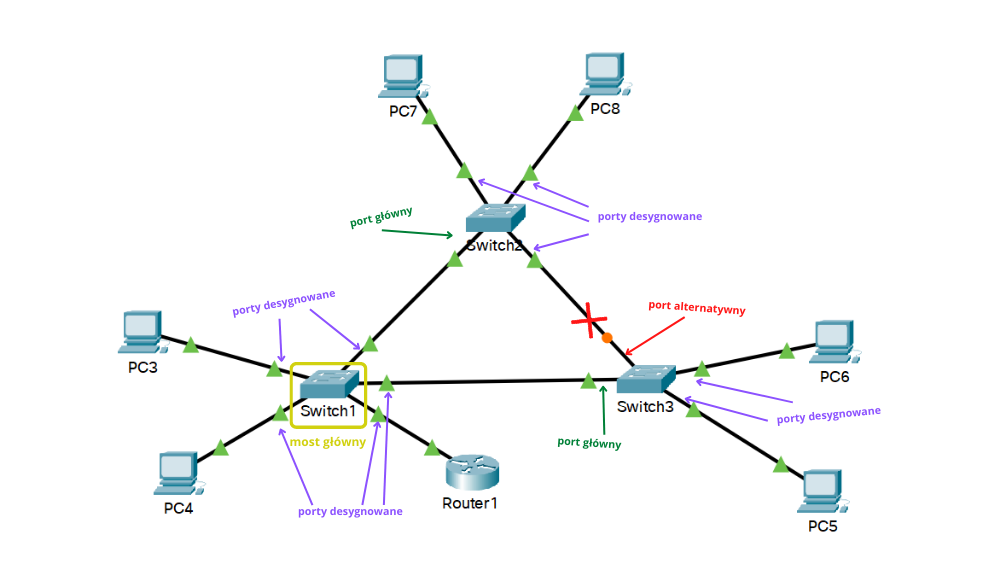 PC7
PC8
port główny
porty desygnowane
Switch2
porty desygnowane
port alternatywny
PC3
PC6
Switch1
Switch3
most główny
port główny
porty desygnowane
PC4
Router1
porty desygnowane
PC5